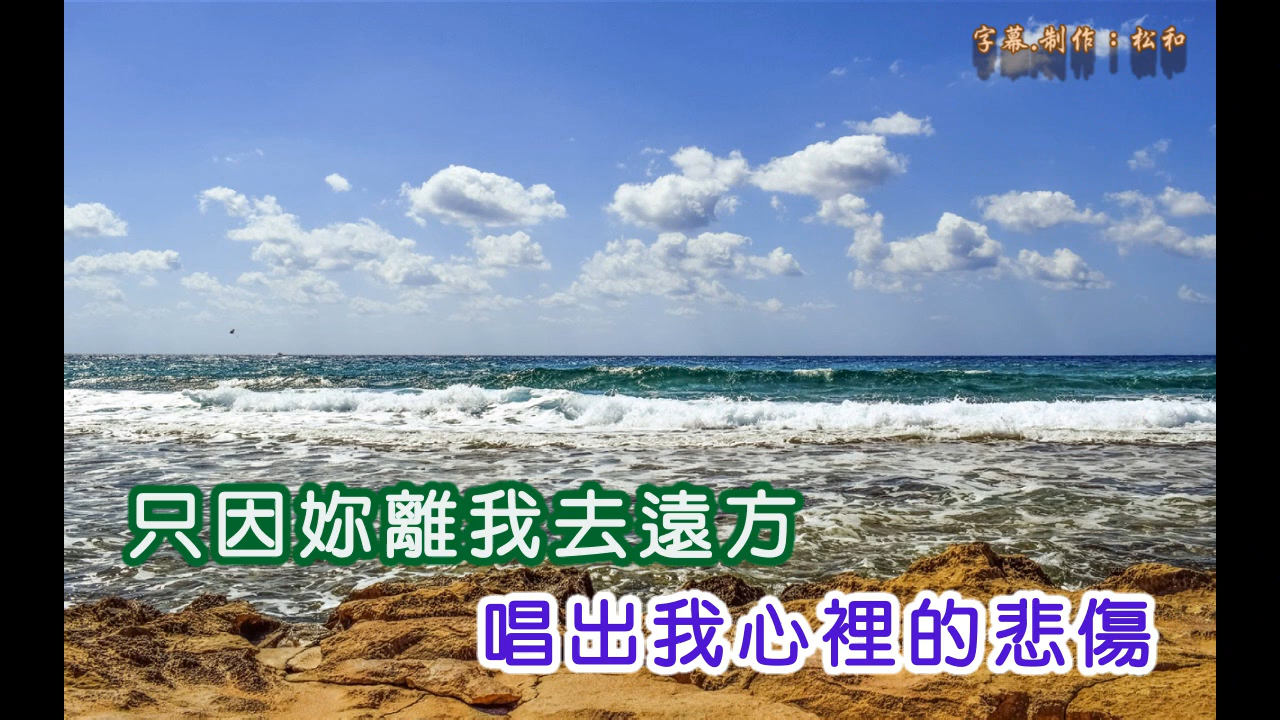 字幕.制作：松和
只因妳離我去遠方
唱出我心裡的悲傷